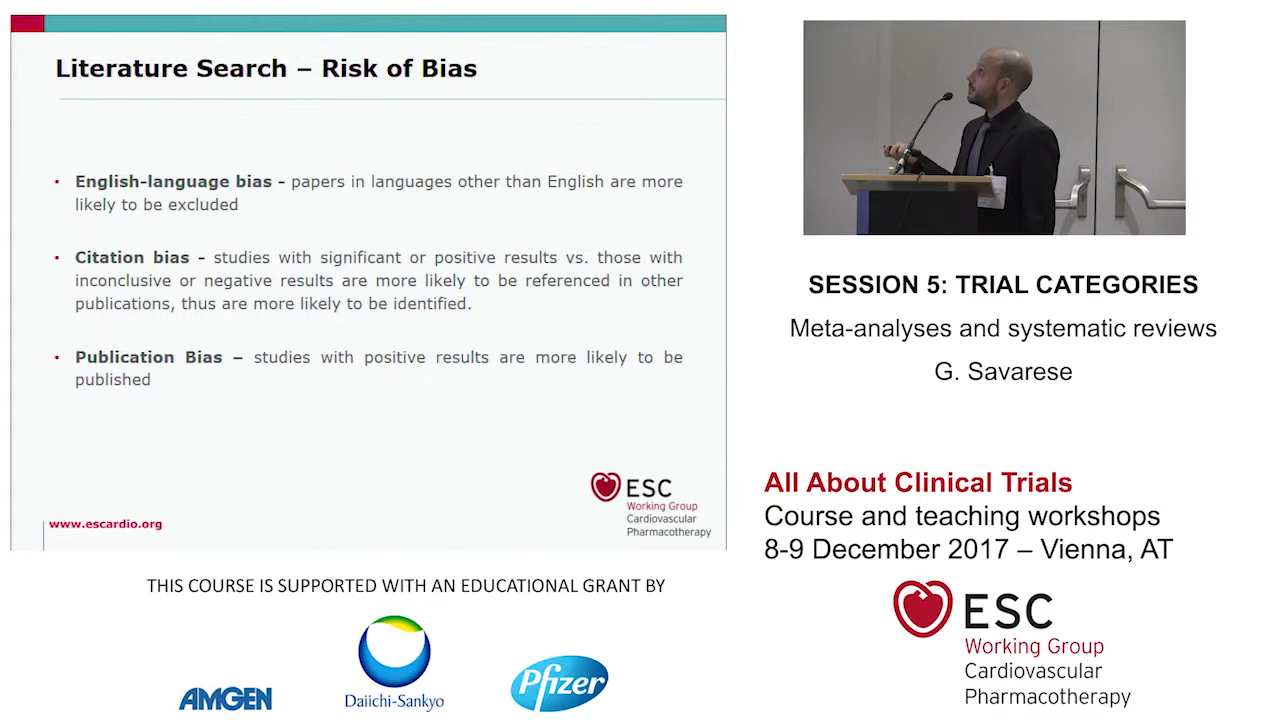 Literature Search – Risk of Bias
• English-language bias - papers in languages other than English are more
likely to be excluded
• Citation bias - studies with significant or positive results vs. those with
inconclusive or negative results are more likely to be referenced in other
publications, thus are more likely to be identified.
• Publication Bias – studies with positive results are more likely to be
published
www.escardio.org
ESC
Working Group
Cardiovascular
Pharmacotherapy
SESSION 5: TRIAL CATEGORIES
Meta-analyses and systematic reviews
G. Savarese
All About Clinical Trials
Course and teaching workshops
8-9 December 2017 – Vienna, AT
ESC
Working Group
Cardiovascular
Pharmacotherapy
THIS COURSE IS SUPPORTED WITH AN EDUCATIONAL GRANT BY
AMGEN
Daiichi-Sankyo
Pfizer